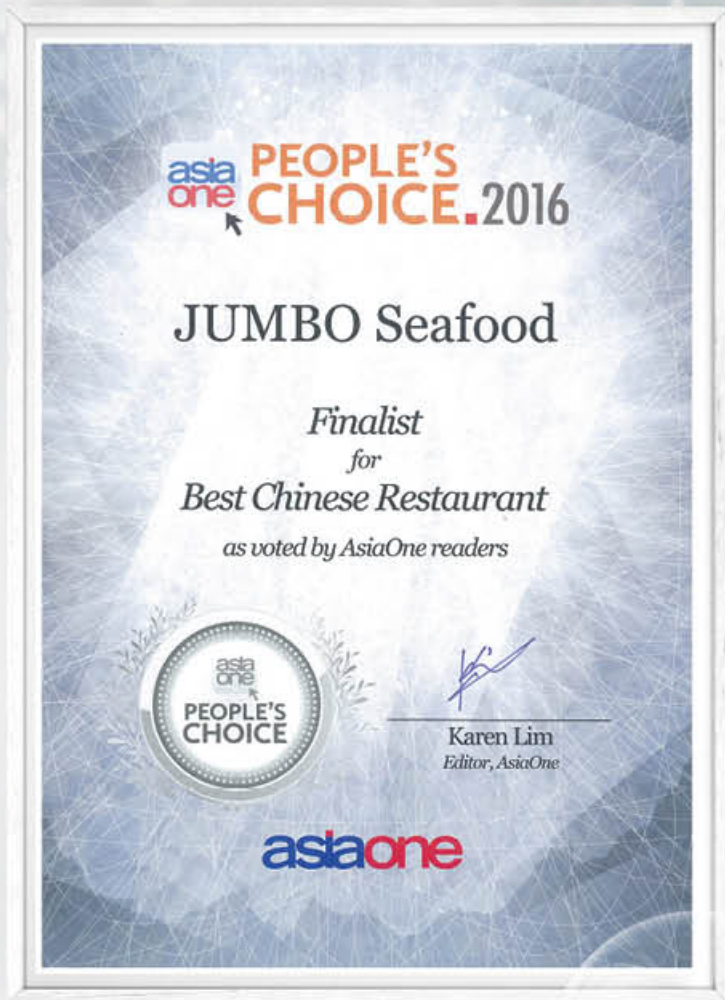 asia one
PEOPLE'S
CHOICE.2016
JUMBO Seafood
Finalist
for
Best Chinese Restaurant
as voted by AsiaOne readers
asia
one
PEOPLE'S
CHOICE
Karen Lim
Editor, AsiaOne
asiaone